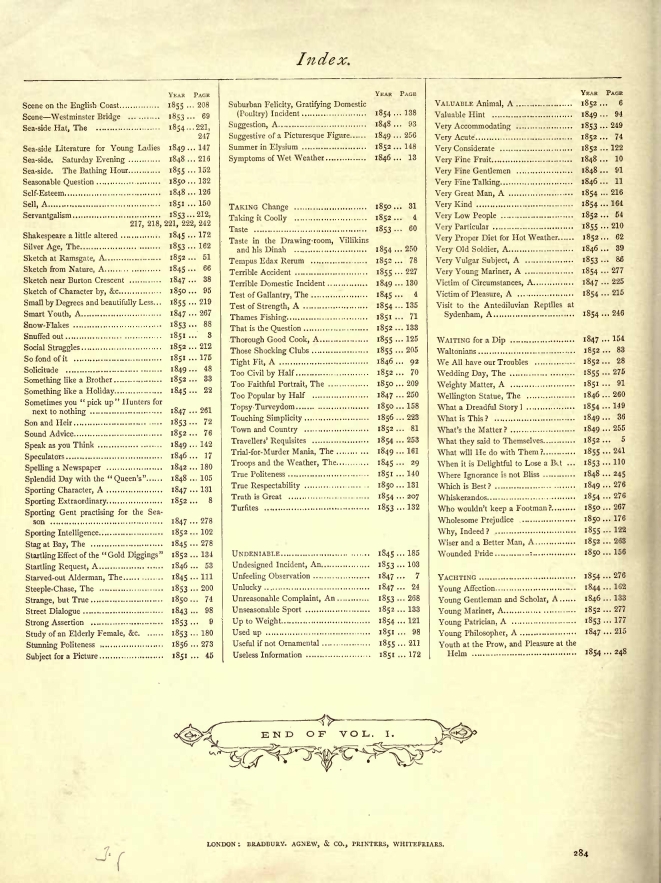 Index.
YEAR PAGE
Scene on the English Coast.............. 1855 ... 208
Scene—Westminster Bridge ............ 1853 ... 69
Sea-side Hat, The ........................ 1854 ... 221,
247
Sea-side Literature for Young Ladies 1849 ... 147
Sea-side. Saturday Evening ............ 1848 ... 216
Sea-side. The Bathing Hour............ 1855 ... 152
Seasonable Question ..................... 1850 ... 132
Self-Esteem................................. 1848 ... 126
Sell, A....................................... 1851 ... 150
Servantgalism.............................. 1853 ... 212,
217, 218, 221, 222, 242
Shakespeare a little altered ............ 1845 ... 172
Silver Age, The............................ 1853 ... 162
Sketch at Ramsgate, A.................. 1852 ... 51
Sketch from Nature, A.................. 1845 ... 66
Sketch near Burton Crescent ......... 1847 ... 38
Sketch of Character by, &c............. 1850 ... 95
Small by Degrees and beautifully Less... 1855 ... 219
Smart Youth, A........................... 1847 ... 267
Snow-Flakes .............................. 1853 ... 88
Snuffed out ................................ 1851 ... 3
Social Struggles........................... 1852 ... 212
So fond of it .............................. 1851 ... 175
Solicitude ................................. 1849 ... 48
Something like a Brother............... 1852 ... 33
Something like a Holiday............... 1845 ... 22
Sometimes you "pick up" Hunters for
next to nothing ..................... 1847 ... 261
Son and Heir.............................. 1853 ... 72
Sound Advice.............................. 1852 ... 76
Speak as you Think ..................... 1849 ... 142
Speculators ................................ 1846 ... 17
Spelling a Newspaper .................. 1842 ... 180
Splendid Day with the "Queen's"...... 1848 ... 105
Sporting Character, A .................. 1847 ... 131
Sporting Extraordinary.................. 1852 ... 8
Sporting Gent practising for the Sea-
son .................................... 1847 ... 278
Sporting Intelligence..................... 1852 ... 102
Stag at Bay, The ........................ 1845 ... 278
Startling Effect of the "Gold Diggings" 1852 ... 134
Startling Request, A..................... 1846 ... 53
Starved-out Alderman, The............ 1845 ... 111
Steeple-Chase, The ..................... 1853 ... 200
Strange, but True ........................ 1850 ... 74
Street Dialogue ........................... 1843 ... 98
Strong Assertion ........................ 1853 ... 9
Study of an Elderly Female, &c. ...... 1853 ... 180
Stunning Politeness ..................... 1856 ... 273
Subject for a Picture..................... 1851 ... 45
YEAR PAGE
Suburban Felicity, Gratifying Domestic
(Poultry) Incident ..................... 1854 ... 138
Suggestion, A.............................. 1848 ... 93
Suggestive of a Picturesque Figure...... 1849 ... 256
Summer in Elysium ..................... 1852 ... 148
Symptoms of Wet Weather............ 1846 ... 13
TAKING Change ........................ 1850 ... 31
Taking it Coolly ........................ 1852 ... 4
Taste ....................................... 1853 ... 60
Taste in the Drawing-room, Villikins
and his Dinah ........................ 1854 ... 250
Tempus Edax Rerum .................. 1852 ... 78
Terrible Accident ........................ 1855 ... 227
Terrible Domestic Incident ............ 1849 ... 130
Test of Gallantry, The .................. 1845 ... 4
Test of Strength, A ..................... 1854 ... 135
Thames Fishing........................... 1851 ... 71
That is the Question ..................... 1852 ... 133
Thorough Good Cook, A............... 1855 ... 125
Those Shocking Clubs .................. 1855 ... 205
Tight Fit, A .............................. 1846 ... 92
Too Civil by Half ........................ 1852 ... 70
Too Faithful Portrait, The ............ 1850 ... 209
Too Popular by Half .................. 1847 ... 250
Topsy-Turveydom........................ 1850 ... 158
Touching Simplicity ..................... 1856 ... 223
Town and Country ..................... 1852 ... 81
Travellers' Requisites .................. 1854 ... 253
Trial-for-Murder Mania, The ......... 1849 ... 161
Troops and the Weather, The......... 1845 ... 29
True Politeness ........................... 1851 ... 140
True Respectability ..................... 1850 ... 131
Truth is Great ........................... 1854 ... 207
Turfites .................................... 1853 ... 132
UNDENIABLE........................... 1845 ... 185
Undesigned Incident, An............... 1853 ... 103
Unfeeling Observation .................. 1847 ... 7
Unlucky .................................... 1847 ... 24
Unreasonable Complaint, An ......... 1853 ... 268
Unseasonable Sport ..................... 1852 ... 133
Up to Weight.............................. 1854 ... 121
Used up .................................... 1851 ... 98
Useful if not Ornamental ............... 1855 ... 211
Useless Information ..................... 1851 ... 172
YEAR PAGE
VALUABLE Animal, A .................. 1852 ... 6
Valuable Hint ........................... 1849 ... 94
Very Accommodating .................. 1853 ... 249
Very Acute................................. 1852 ... 74
Very Considerate ........................ 1852 ... 122
Very Fine Fruit........................... 1848 ... 10
Very Fine Gentlemen .................. 1848 ... 91
Very Fine Talking........................ 1846 ... 11
Very Great Man, A ..................... 1854 ... 216
Very Kind ................................. 1854 ... 164
Very Low People ........................ 1852 ... 54
Very Particular ........................... 1855 ... 210
Very Proper Diet for Hot Weather...... 1852 ... 62
Very Old Soldier, A ..................... 1846 ... 39
Very Vulgar Subject, A ............... 1853 ... 86
Very Young Mariner, A ............... 1854 ... 277
Victim of Circumstances, A............ 1847 ... 225
Victim of Pleasure, A .................. 1854 ... 215
Visit to the Antediluvian Reptiles at
Sydenham, A ........................ 1854 ... 246
WAITING for a Dip ..................... 1847 ... 154
Waltonians ................................ 1852 ... 83
We All have our Troubles ............ 1852 ... 28
Wedding Day, The ..................... 1855 ... 275
Weighty Matter, A ..................... 1851 ... 91
Wellington Statue, The ............... 1846 ... 260
What a Dreadful Story! ............... 1854 ... 149
What is This? ........................... 1849 ... 36
What's the Matter? ..................... 1849 ... 255
What they said to Themselves......... 1852 ... 5
What will He do with Them?......... 1855 ... 241
When it is Delightful to Lose a ... 1853 ... 110
Where Ignorance is not Bliss ......... 1848 ... 245
Which is Best? ........................... 1849 ... 276
Whiskerandos.............................. 1854 ... 276
Who wouldn't keep a Footman?...... 1850 ... 267
Wholesome Prejudice .................. 1850 ... 176
Why, Indeed? ........................... 1855 ... 122
Wiser and a Better Man, A............ 1852 ... 263
Wounded Pride........................... 1850 ... 156
YACHTING .............................. 1854 ... 276
Young Affection........................... 1844 ... 162
Young Gentleman and Scholar, A ... 1846 ... 133
Young Mariner, A........................ 1852 ... 277
Young Patrician, A ..................... 1853 ... 177
Young Philosopher, A .................. 1847 ... 215
Youth at the Prow, and Pleasure at the
Helm .................................... 1854 ... 248
END OF VOL. I.
LONDON: BRADBURY, AGNEW, & CO., PRINTERS, WHITEFRIARS.
284